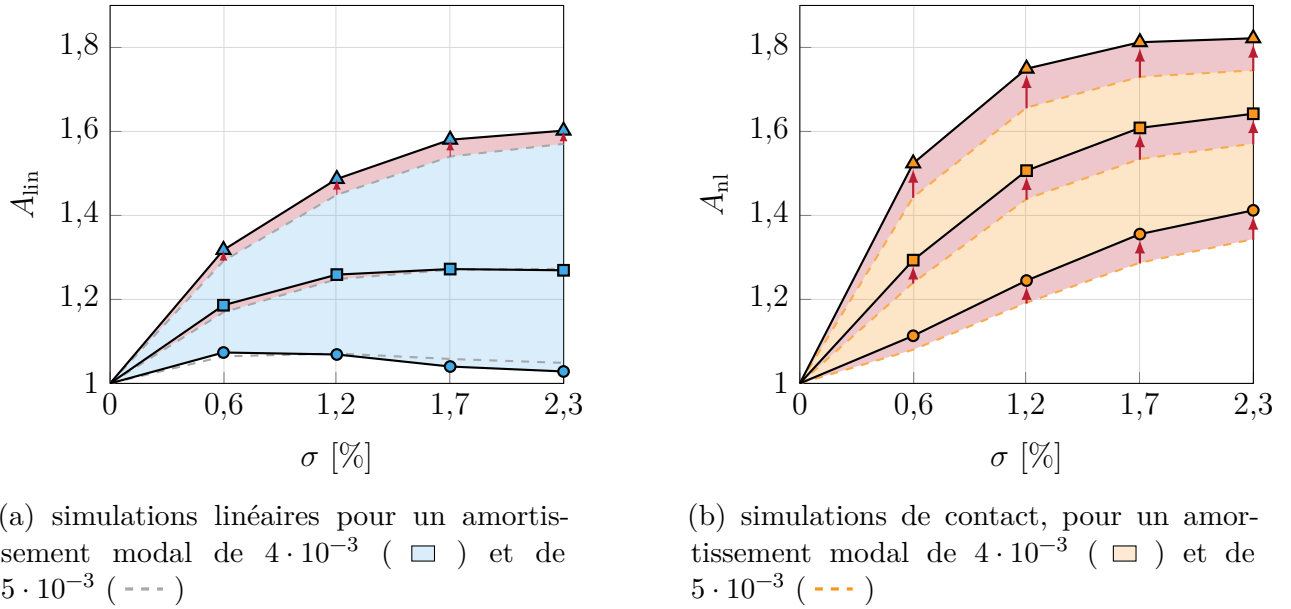 1,8
1,6
1,4
1,2
1
A_lin
0 0,6 1,2 1,7 2,3
σ [%]
(a) simulations linéaires pour un amortis-
sement modal de 4 · 10⁻³ ( ) et de
5 · 10⁻³ ( )
1,8
1,6
1,4
1,2
1
A_nl
0 0,6 1,2 1,7 2,3
σ [%]
(b) simulations de contact, pour un amor-
tissement modal de 4 · 10⁻³ ( ) et de
5 · 10⁻³ ( )